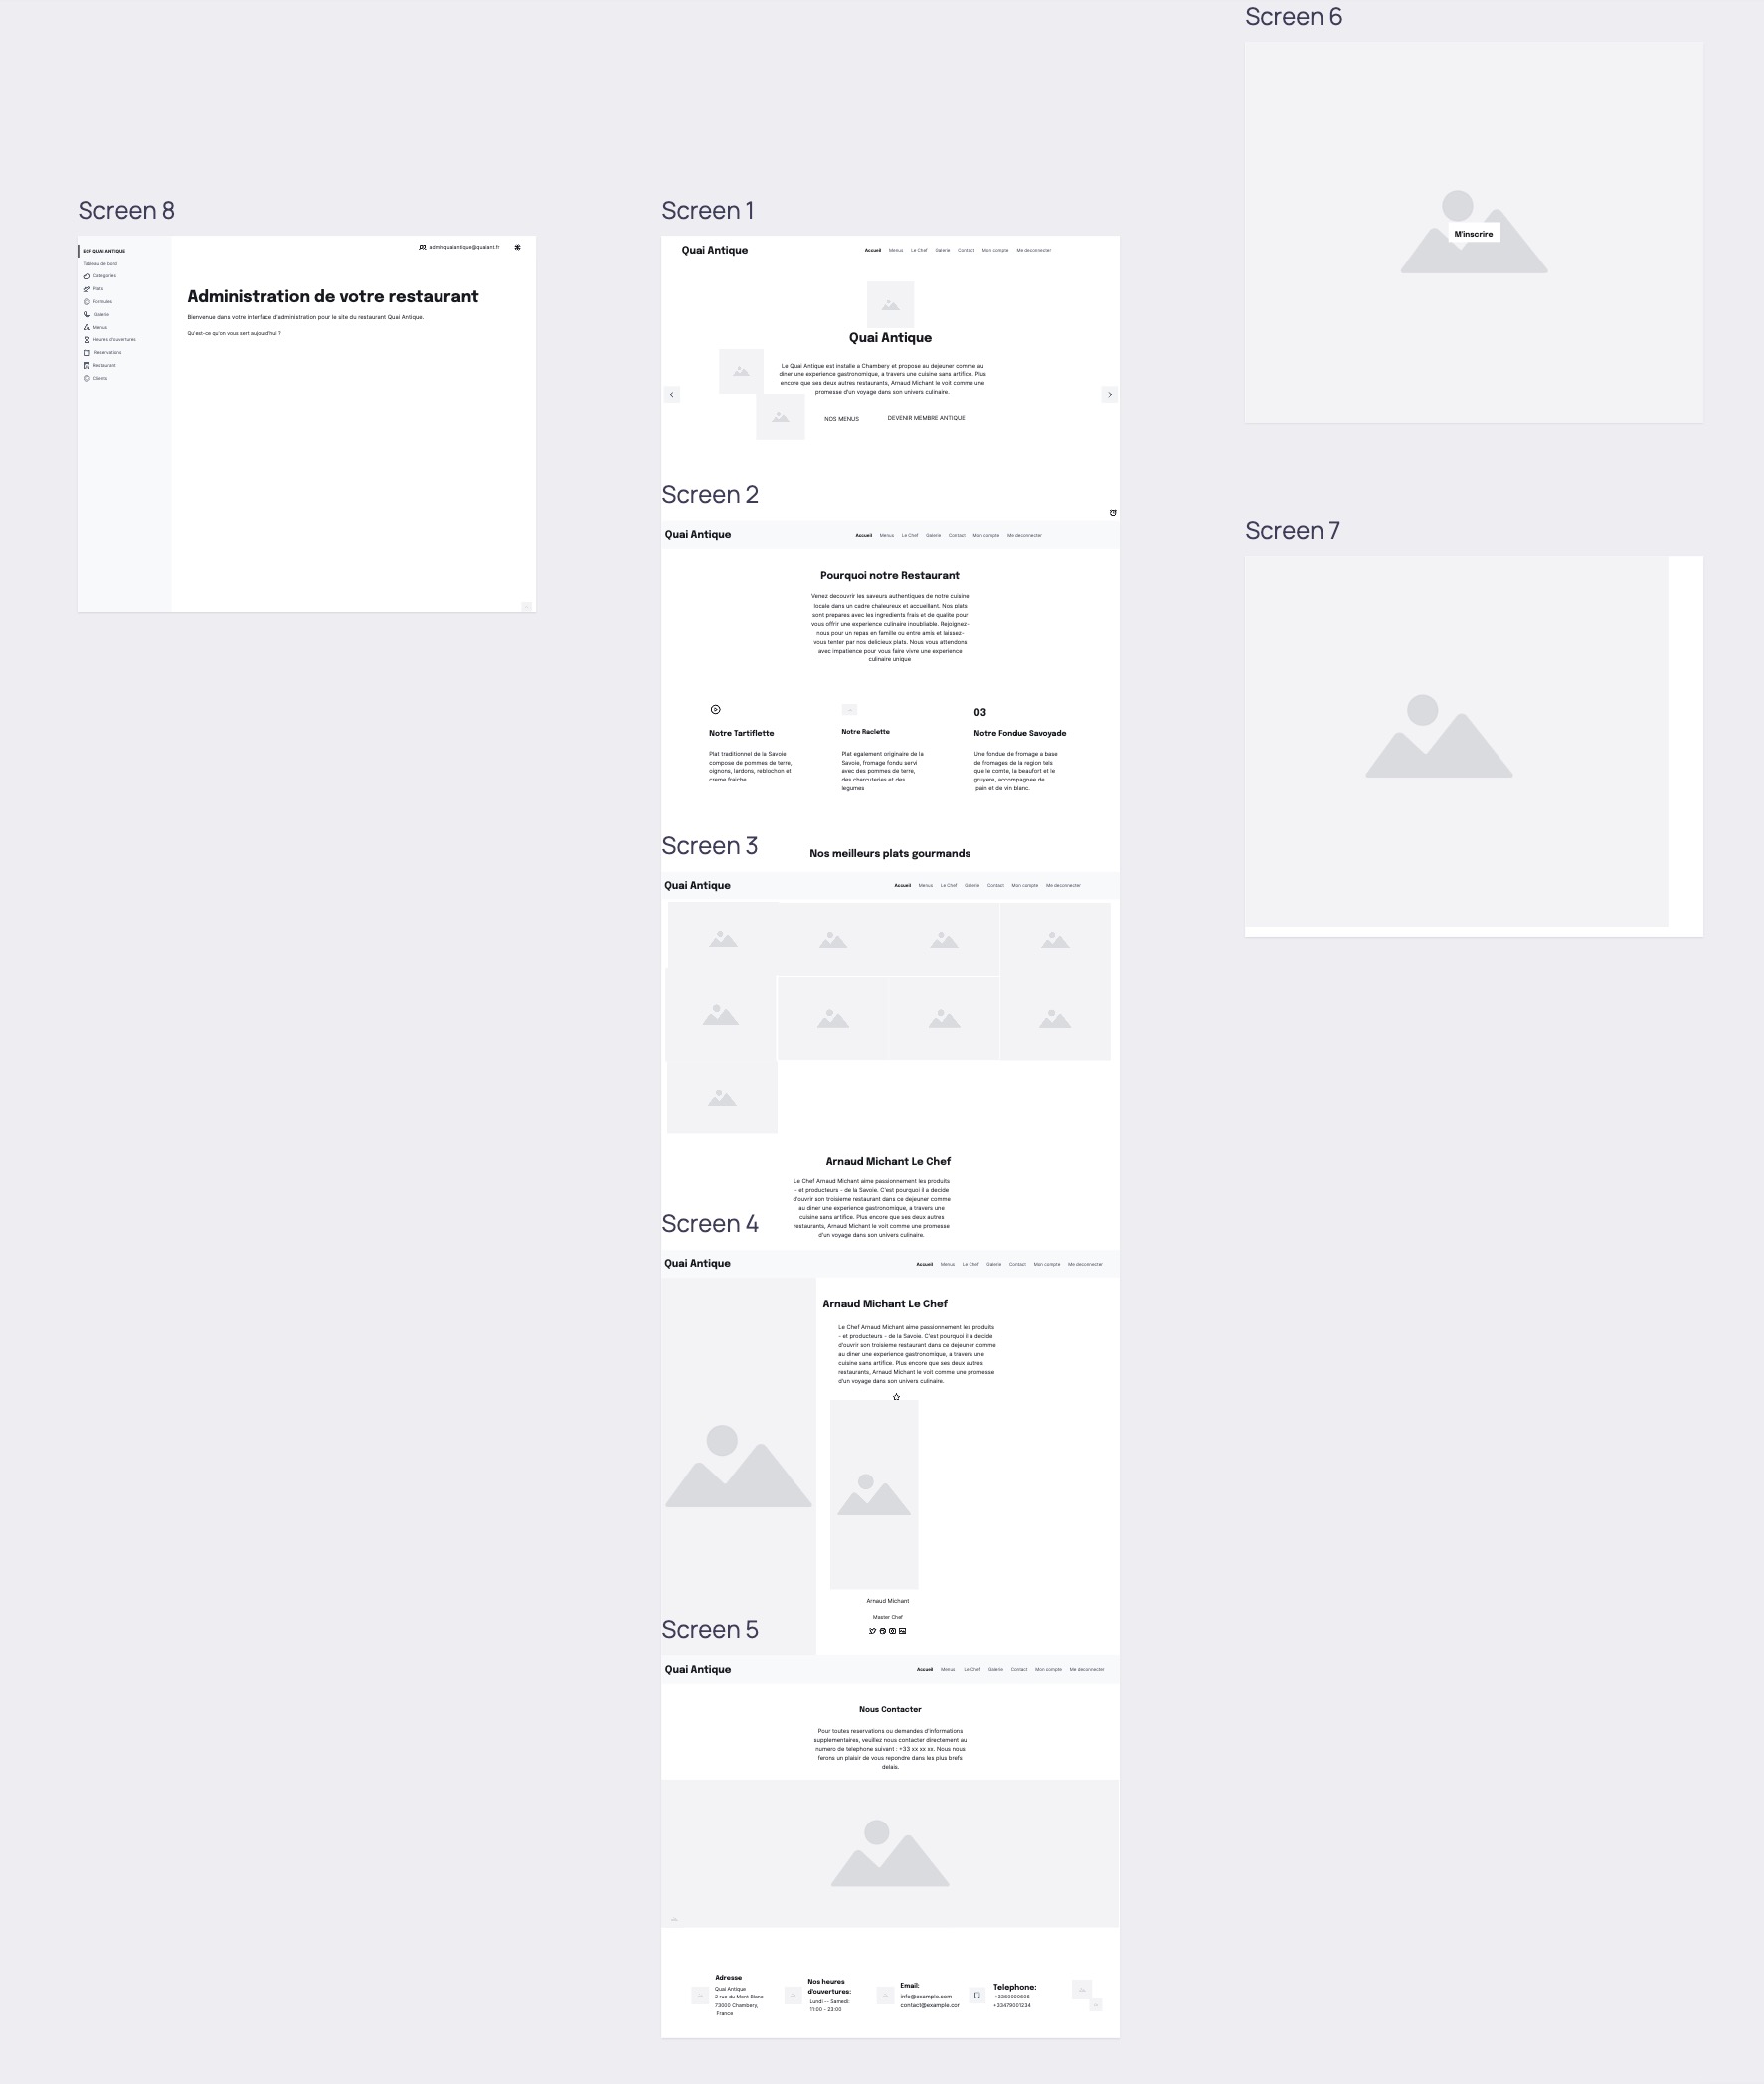 Screen 6
M'inscrire
Screen 8
ECF QUAI ANTIQUE
Tableau de bord
Categories
Plats
Formules
Galerie
Menus
Heures d'ouvertures
Reservations
Restaurant
Clients
adminquaiantique@quaiant.fr
Administration de votre restaurant
Bienvenue dans votre interface d'administration pour le site du restaurant Quai Antique.
Qu'est-ce qu'on vous sert aujourd'hui ?
Screen 1
Quai Antique
Accueil Menus Le Chef Galerie Contact Mon compte Me deconnecter
Quai Antique
Le Quai Antique est installe a Chambery et propose au dejeuner comme au
diner une experience gastronomique, a travers une cuisine sans artifice. Plus
encore que ses deux autres restaurants, Arnaud Michant le voit comme une
promesse d'un voyage dans son univers culinaire.
NOS MENUS
DEVENIR MEMBRE ANTIQUE
Screen 2
Quai Antique
Accueil Menus Le Chef Galerie Contact Mon compte Me deconnecter
Pourquoi notre Restaurant
Venez decouvrir les saveurs authentiques de notre cuisine
locale dans un cadre chaleureux et accueillant. Nos plats
sont prepares avec les ingredients frais et de qualite pour
vous offrir une experience culinaire inoubliable. Rejoignez-
nous pour un repas en famille ou entre amis et laissez-
vous tenter par nos delicieux plats. Nous vous attendons
avec impatience pour vous faire vivre une experience
culinaire unique
Notre Tartiflette
Plat traditionnel de la Savoie
compose de pommes de terre,
oignons, lardons, reblochon et
creme fraiche.
Notre Raclette
Plat egalement originaire de la
Savoie, fromage fondu servi
avec des pommes de terre,
des charcuteries et des
legumes
03
Notre Fondue Savoyade
Une fondue de fromage a base
de fromages de la region tels
que le comte, la beaufort et le
gruyere, accompagnee de
pain et de vin blanc.
Screen 7
Screen 3
Nos meilleurs plats gourmands
Quai Antique
Accueil Menus Le Chef Galerie Contact Mon compte Me deconnecter
Arnaud Michant Le Chef
Le Chef Arnaud Michant aime passionnement les produits
- et producteurs - de la Savoie. C'est pourquoi il a decide
d'ouvrir son troisieme restaurant dans ce dejeuner comme
au diner une experience gastronomique, a travers une
cuisine sans artifice. Plus encore que ses deux autres
restaurants, Arnaud Michant le voit comme une promesse
d'un voyage dans son univers culinaire.
Screen 4
Quai Antique
Accueil Menus Le Chef Galerie Contact Mon compte Me deconnecter
Arnaud Michant Le Chef
Le Chef Arnaud Michant aime passionnement les produits
- et producteurs - de la Savoie. C'est pourquoi il a decide
d'ouvrir son troisieme restaurant dans ce dejeuner comme
au diner une experience gastronomique, a travers une
cuisine sans artifice. Plus encore que ses deux autres
restaurants, Arnaud Michant le voit comme une promesse
d'un voyage dans son univers culinaire.
Arnaud Michant
Master Chef
Screen 5
Quai Antique
Accueil Menus Le Chef Galerie Contact Mon compte Me deconnecter
Nous Contacter
Pour toutes reservations ou demandes d'informations
supplementaires, veuillez nous contacter directement au
numero de telephone suivant : +33 xx xx xx. Nous nous
ferons un plaisir de vous repondre dans les plus brefs
delais.
Adresse
Quai Antique
2 rue du Mont Blanc
73000 Chambery,
France
Nos heures
d'ouvertures:
Lundi -- Samedi
11:00 - 23:00
Email:
info@example.com
contact@example.cor
Telephone:
+3360000606
+33479001234